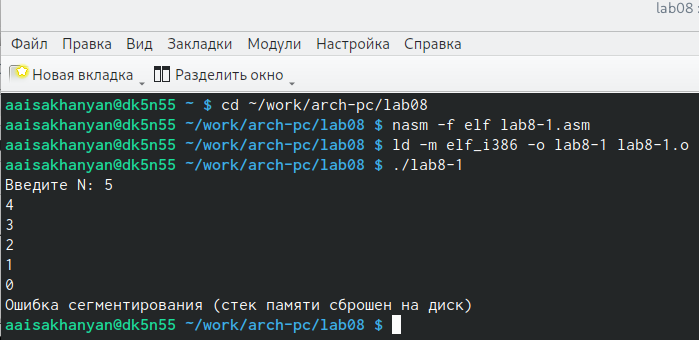 lab08
Файл Правка Вид Закладки Модули Настройка Справка
Новая вкладка Разделить окно
aaisakhanyan@dk5n55 ~ $ cd ~/work/arch-pc/lab08
aaisakhanyan@dk5n55 ~/work/arch-pc/lab08 $ nasm -f elf lab8-1.asm
aaisakhanyan@dk5n55 ~/work/arch-pc/lab08 $ ld -m elf_i386 -o lab8-1 lab8-1.o
aaisakhanyan@dk5n55 ~/work/arch-pc/lab08 $ ./lab8-1
Введите N: 5
4
3
2
1
0
Ошибка сегментирования (стек памяти сброшен на диск)
aaisakhanyan@dk5n55 ~/work/arch-pc/lab08 $